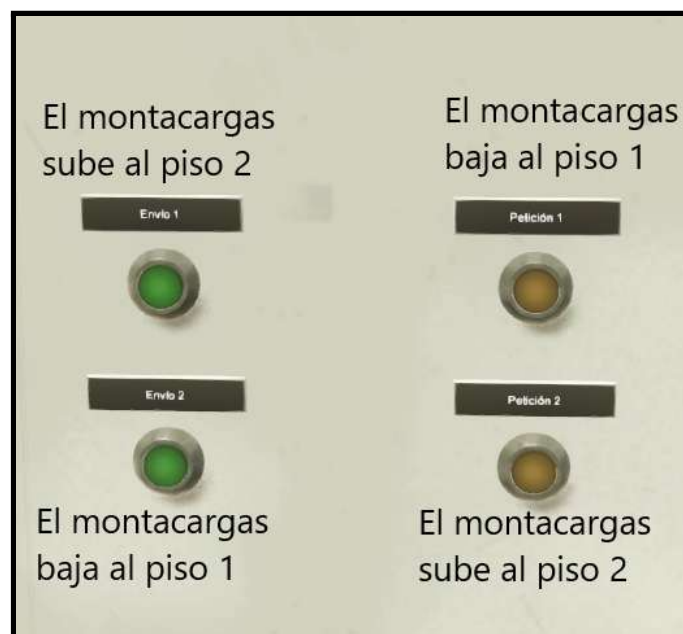 El montacargas
sube al piso 2
Envío 1
El montacargas
baja al piso 1
Petición 1
Envío 2
El montacargas
baja al piso 1
Petición 2
El montacargas
sube al piso 2